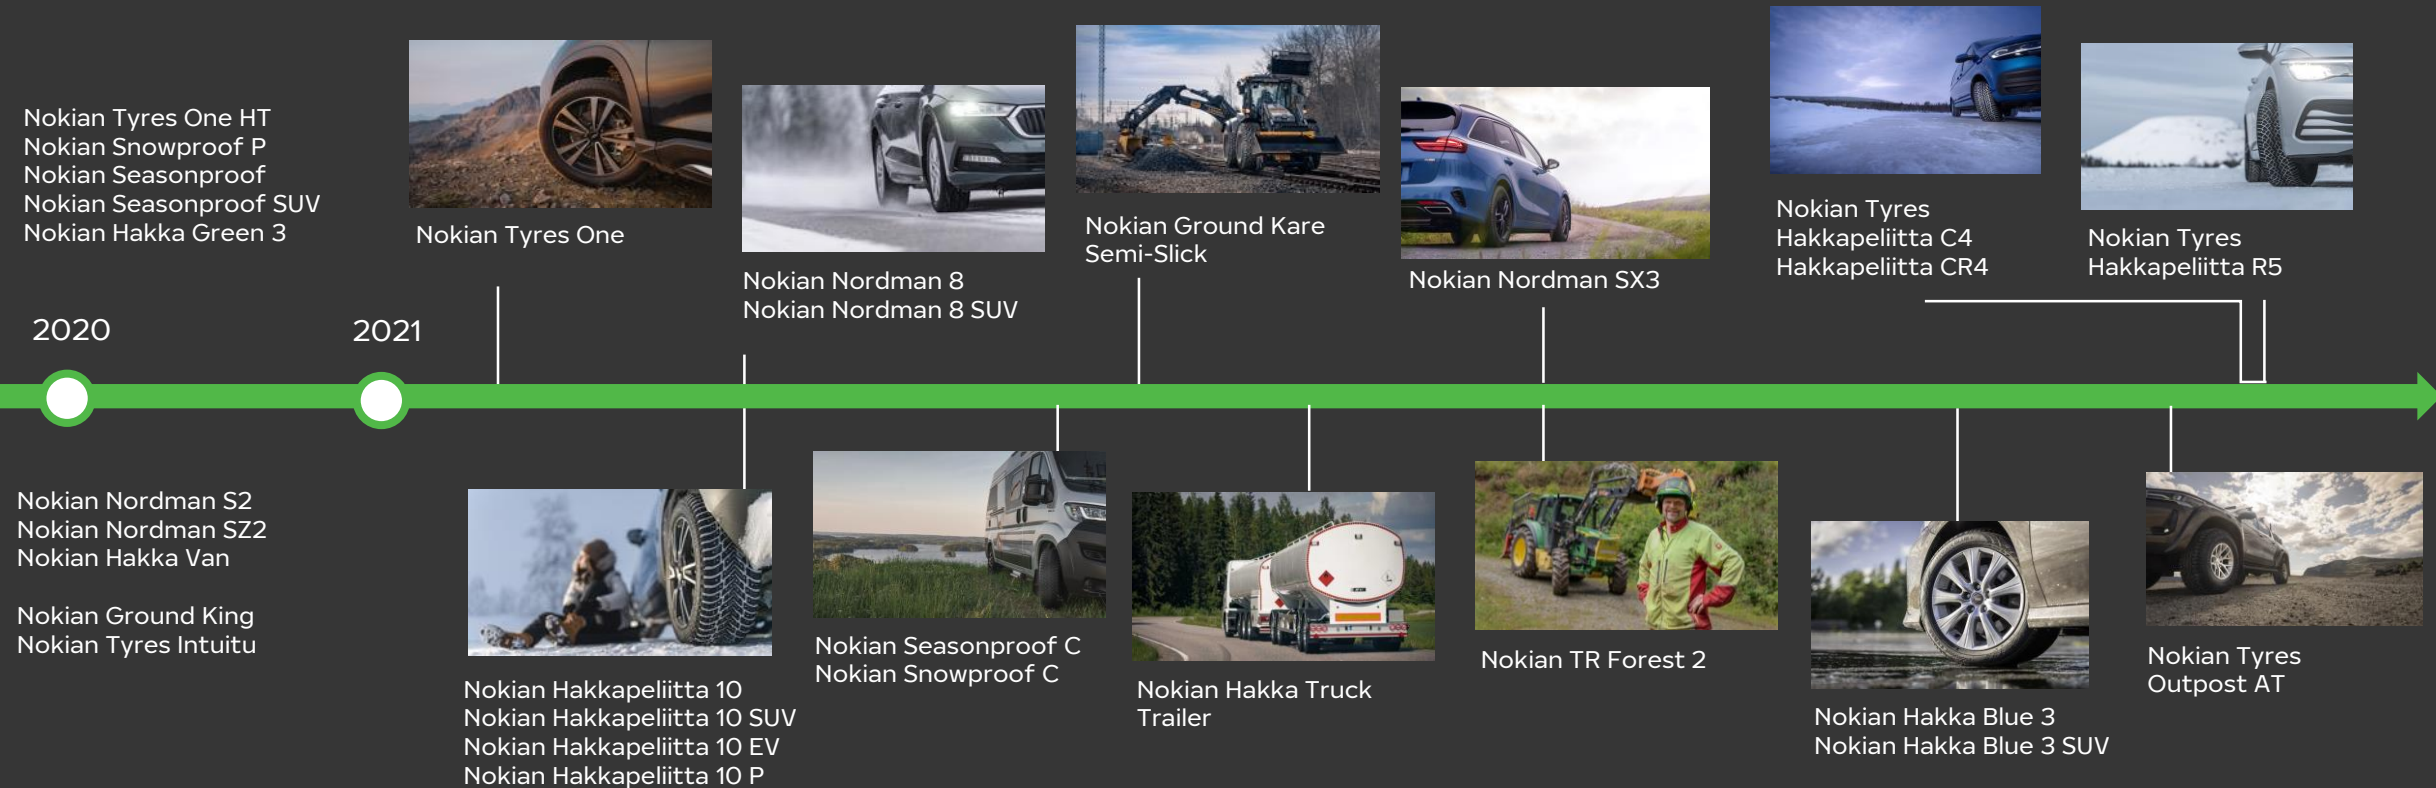 Nokian Tyres One HT
Nokian Snowproof P
Nokian Seasonproof
Nokian Seasonproof SUV
Nokian Hakka Green 3
Nokian Tyres One
Nokian Nordman 8
Nokian Nordman 8 SUV
Nokian Ground Kare
Semi-Slick
Nokian Nordman SX3
Nokian Tyres
Hakkapeliitta C4
Hakkapeliitta CR4
Nokian Tyres
Hakkapeliitta R5
2020
2021
Nokian Nordman S2
Nokian Nordman SZ2
Nokian Hakka Van
Nokian Ground King
Nokian Tyres Intuitu
Nokian Hakkapeliitta 10
Nokian Hakkapeliitta 10 SUV
Nokian Hakkapeliitta 10 EV
Nokian Hakkapeliitta 10 P
Nokian Seasonproof C
Nokian Snowproof C
Nokian Hakka Truck
Trailer
Nokian TR Forest 2
Nokian Hakka Blue 3
Nokian Hakka Blue 3 SUV
Nokian Tyres
Outpost AT